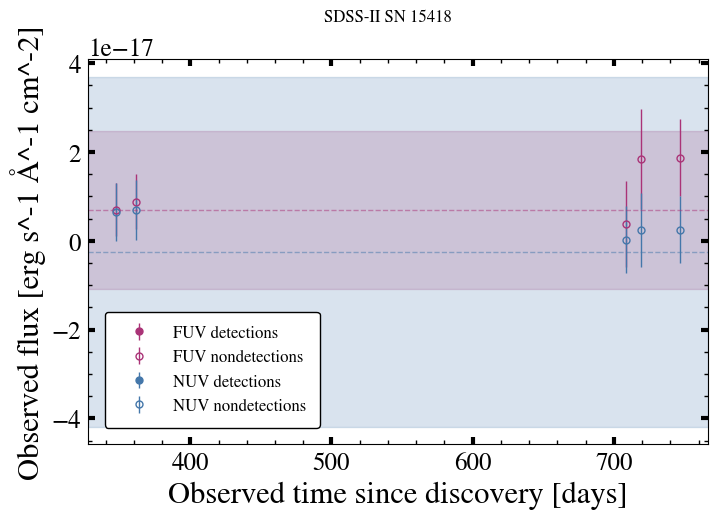 SDSS-II SN 15418
1e−17
4
2
0
−2
−4
Observed flux [erg s^-1 Å^-1 cm^-2]
FUV detections
FUV nondetections
NUV detections
NUV nondetections
400 500 600 700
Observed time since discovery [days]